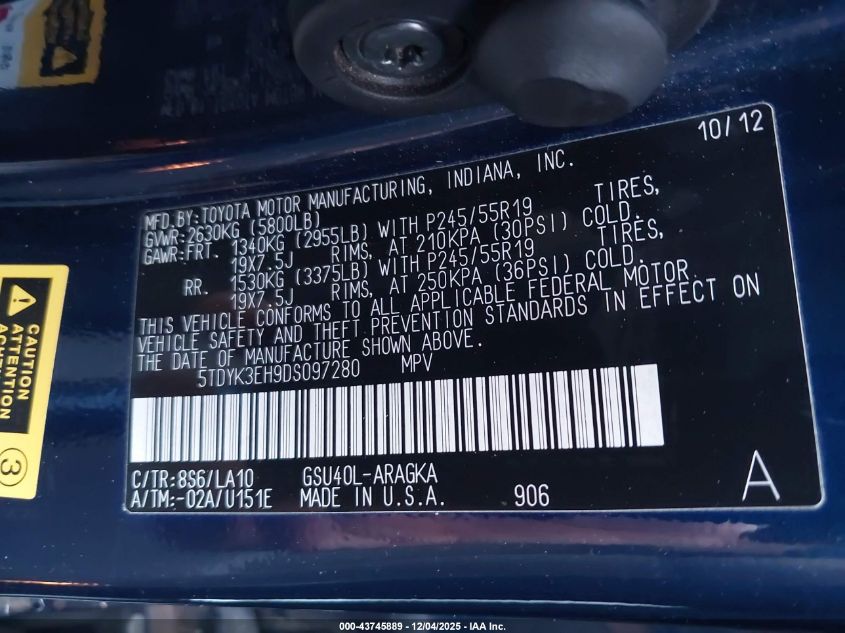 10/12
MFD.BY:TOYOTA MOTOR MANUFACTURING, INDIANA, INC.
GVWR:2630KG (5800LB)
GAWR:FRT. 1340KG (2955LB) WITH P245/55R19 TIRES,
19X7.5J RIMS, AT 210KPA (30PSI) COLD.
RR. 1530KG (3375LB) WITH P245/55R19 TIRES,
19X7.5J RIMS, AT 250KPA (36PSI) COLD.
THIS VEHICLE CONFORMS TO ALL APPLICABLE FEDERAL MOTOR
VEHICLE SAFETY AND THEFT PREVENTION STANDARDS IN EFFECT ON
THE DATE OF MANUFACTURE SHOWN ABOVE.
5TDYK3EH9DS097280 MPV
C/TR:8S6/LA10 GSU40L-ARAGKA
A/TM:-02A/U151E MADE IN U.S.A. 906 A
CAUTION
ATTENTION
3
000-43745889 - 12/04/2025 - IAA Inc.